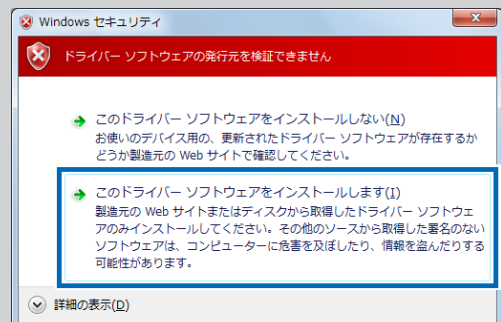 Windows セキュリティ
ドライバー ソフトウェアの発行元を検証できません
このドライバー ソフトウェアをインストールしない(N)
お使いのデバイス用の、更新されたドライバー ソフトウェアが存在するか
どうか製造元の Web サイトで確認してください。
このドライバー ソフトウェアをインストールします(I)
製造元の Web サイトまたはディスクから取得したドライバー ソフトウェ
アのみインストールしてください。その他のソースから取得した署名のない
ソフトウェアは、コンピューターに危害を及ぼしたり、情報を盗んだりする
可能性があります。
詳細の表示(D)